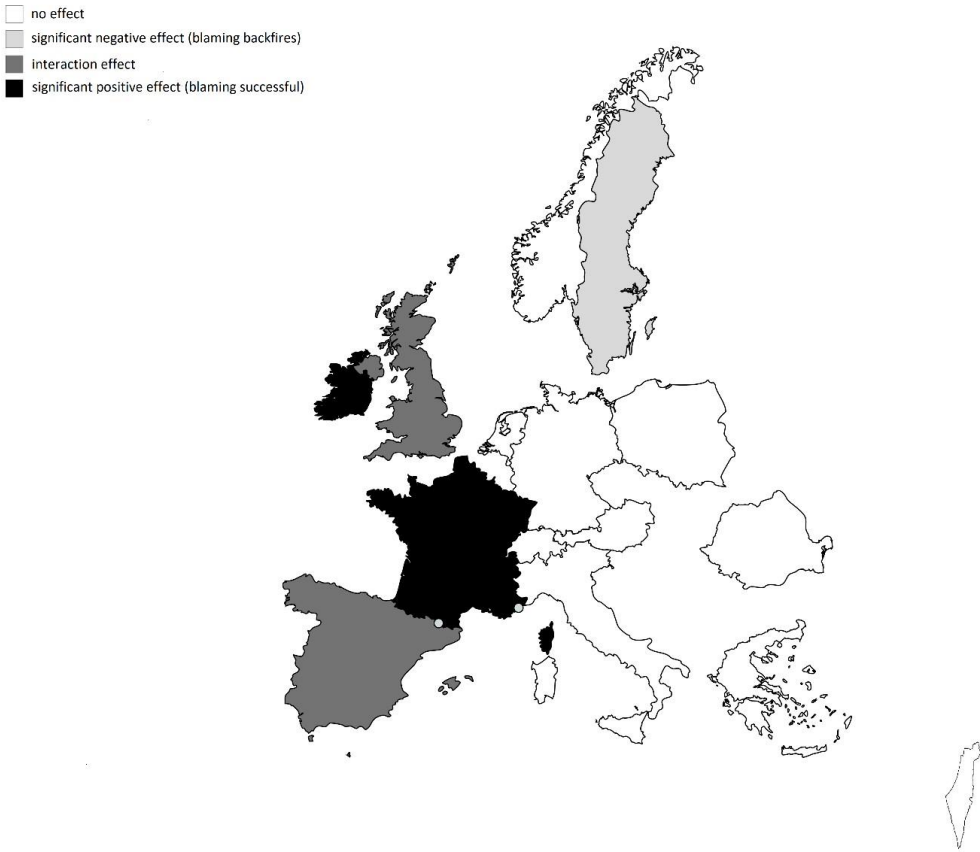 no effect
significant negative effect (blaming backfires)
interaction effect
significant positive effect (blaming successful)